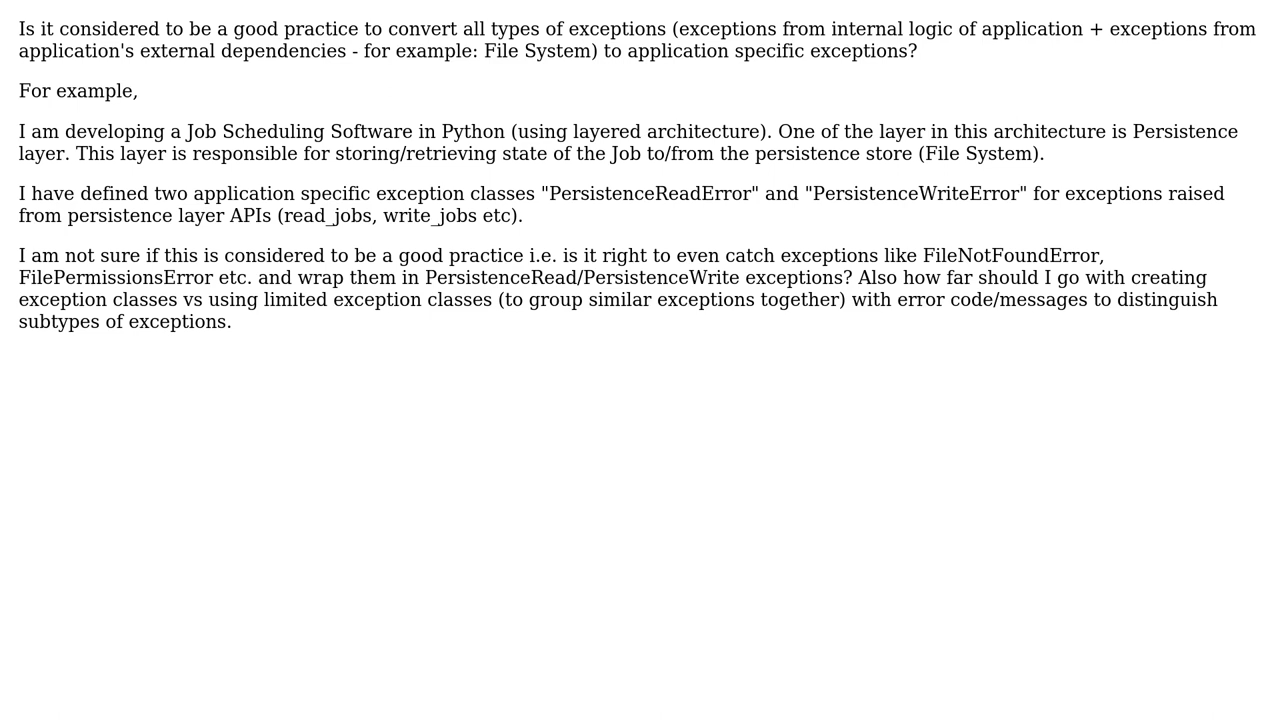 Is it considered to be a good practice to convert all types of exceptions (exceptions from internal logic of application + exceptions from
application's external dependencies - for example: File System) to application specific exceptions?
For example,
I am developing a Job Scheduling Software in Python (using layered architecture). One of the layer in this architecture is Persistence
layer. This layer is responsible for storing/retrieving state of the Job to/from the persistence store (File System).
I have defined two application specific exception classes "PersistenceReadError" and "PersistenceWriteError" for exceptions raised
from persistence layer APIs (read_jobs, write_jobs etc).
I am not sure if this is considered to be a good practice i.e. is it right to even catch exceptions like FileNotFoundError,
FilePermissionsError etc. and wrap them in PersistenceRead/PersistenceWrite exceptions? Also how far should I go with creating
exception classes vs using limited exception classes (to group similar exceptions together) with error code/messages to distinguish
subtypes of exceptions.